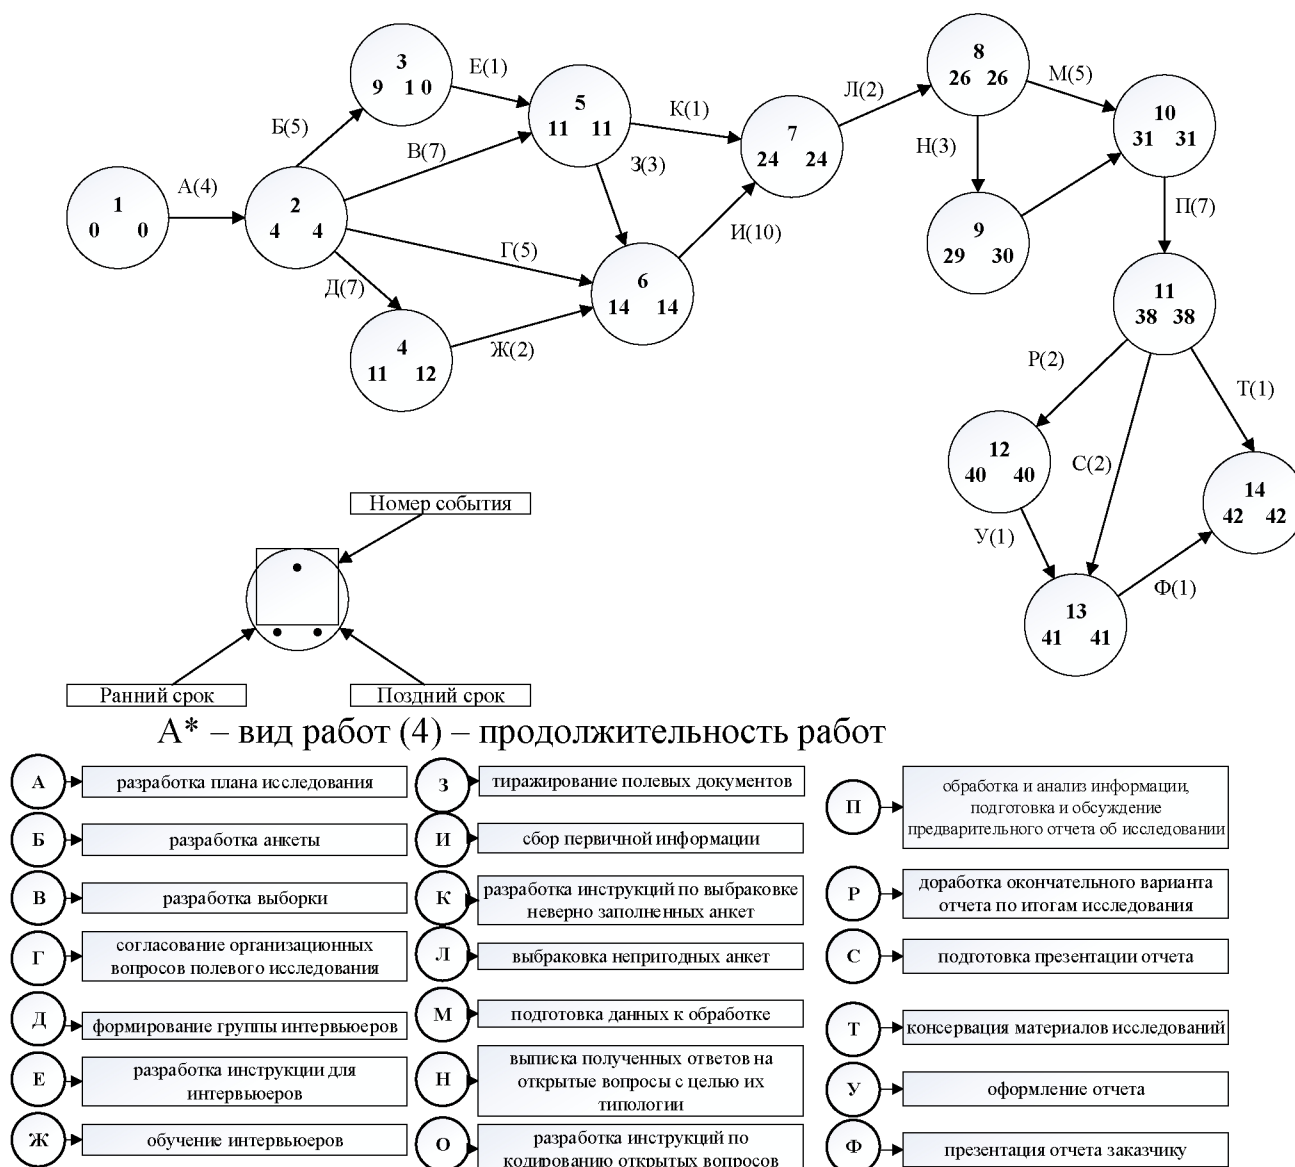 3
9 10
Е(1)
Б(5)
5
11 11
В(7)
К(1)
З(3)
7
24 24
Л(2)
8
26 26
М(5)
Н(3)
10
31 31
9
29 30
П(7)
1
0 0
А(4)
2
4 4
Г(5)
Д(7)
И(10)
6
14 14
4
11 12
Ж(2)
11
38 38
Р(2)
Т(1)
С(2)
12
40 40
У(1)
14
42 42
13
41 41
Ф(1)
Номер события
Ранний срок
Поздний срок
А* – вид работ (4) – продолжительность работ
А
разработка плана исследования
Б
разработка анкеты
В
разработка выборки
Г
согласование организационных
вопросов полевого исследования
Д
формирование группы интервьюеров
Е
разработка инструкции для
интервьюеров
Ж
обучение интервьюеров
З
тиражирование полевых документов
И
сбор первичной информации
К
разработка инструкций по выбраковке
неверно заполненных анкет
Л
выбраковка непригодных анкет
М
подготовка данных к обработке
Н
выписка полученных ответов на
открытые вопросы с целью их
типологии
О
разработка инструкций по
кодированию открытых вопросов
П
обработка и анализ информации,
подготовка и обсуждение
предварительного отчета об исследовании
Р
доработка окончательного варианта
отчета по итогам исследования
С
подготовка презентации отчета
Т
консервация материалов исследований
У
оформление отчета
Ф
презентация отчета заказчику